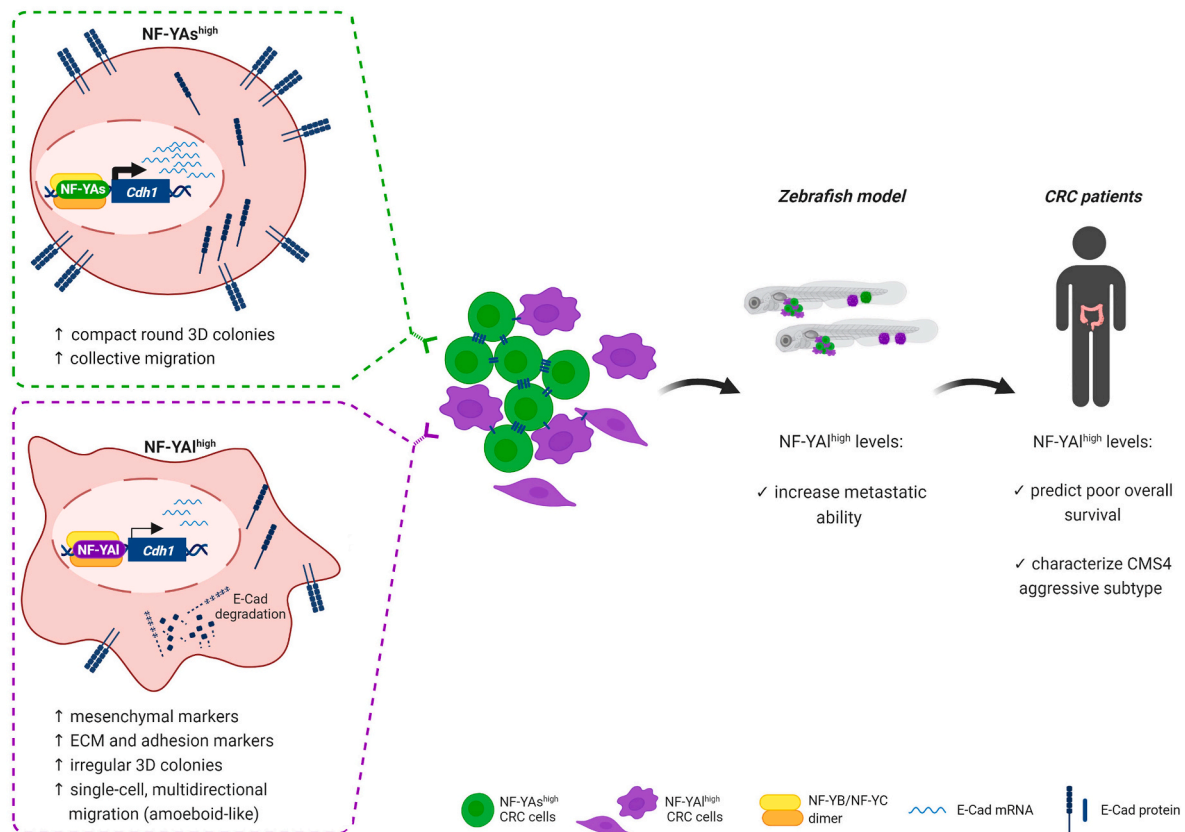 NF-YAs^high
NF-YAs
Cdh1
↑ compact round 3D colonies
↑ collective migration
NF-YAl^high
NF-YAl
Cdh1
E-Cad
degradation
↑ mesenchymal markers
↑ ECM and adhesion markers
↑ irregular 3D colonies
↑ single-cell, multidirectional
migration (amoeboid-like)
Zebrafish model
NF-YAl^high levels:
✓ increase metastatic
ability
CRC patients
NF-YAl^high levels:
✓ predict poor overall
survival
✓ characterize CMS4
aggressive subtype
NF-YAs^high
CRC cells
NF-YAl^high
CRC cells
NF-YB/NF-YC
dimer
E-Cad mRNA
E-Cad protein